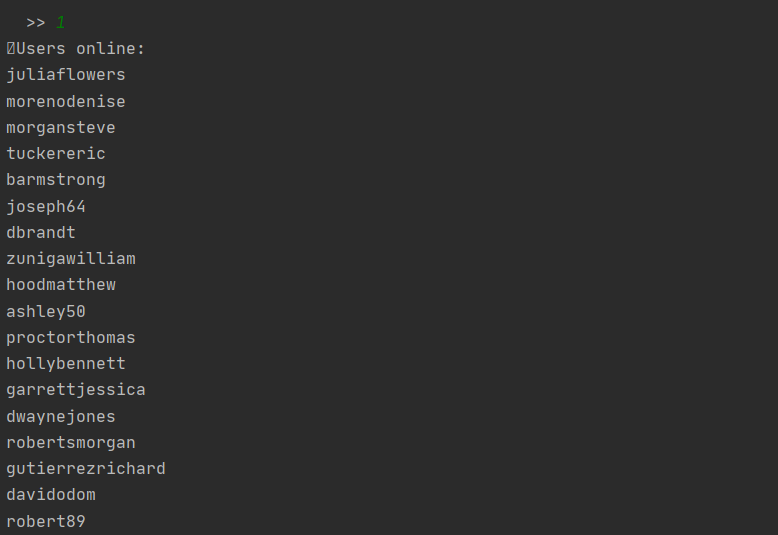 >> 1
Users online:
juliaflowers
morenodenise
morgansteve
tuckereric
barmstrong
joseph64
dbrandt
zunigawilliam
hoodmatthew
ashley50
proctorthomas
hollybennett
garrettjessica
dwaynejones
robertsmorgan
gutierrezrichard
davidodom
robert89